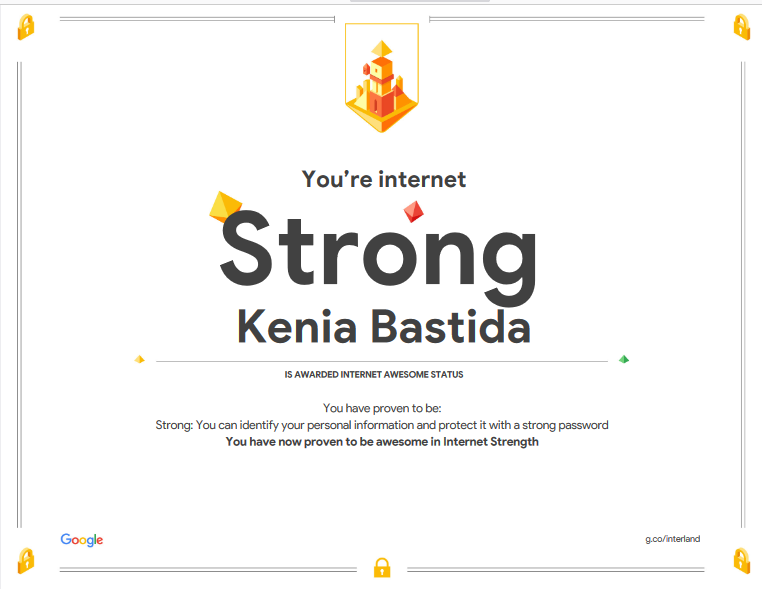 You're internet
Strong
Kenia Bastida
IS AWARDED INTERNET AWESOME STATUS
You have proven to be:
Strong: You can identify your personal information and protect it with a strong password
You have now proven to be awesome in Internet Strength
Google
g.co/interland